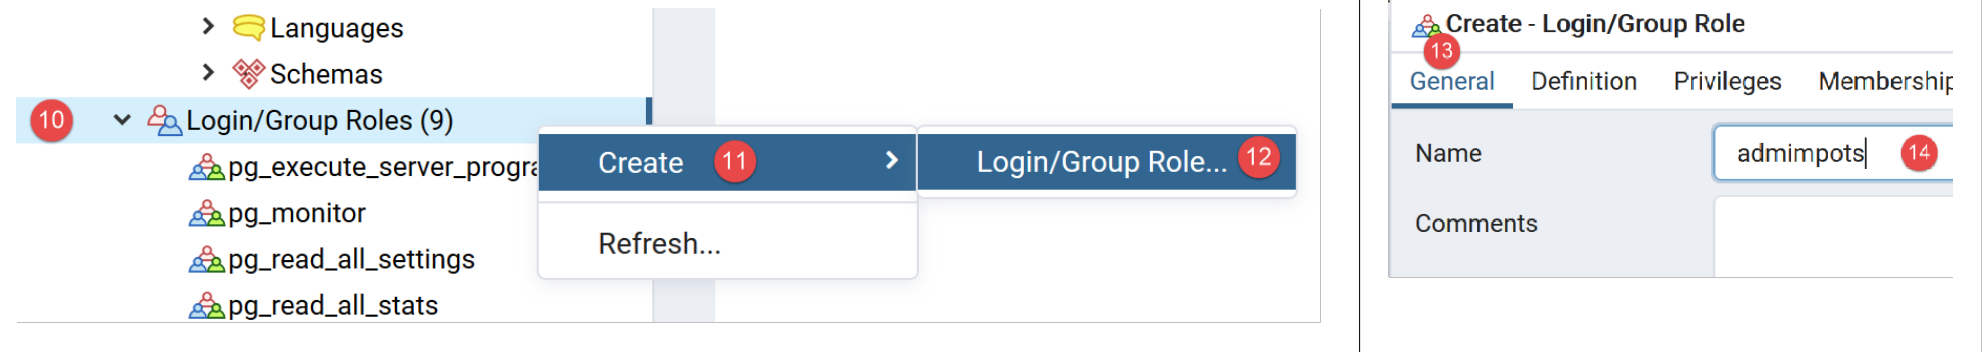 Languages
Schemas
10 Login/Group Roles (9)
pg_execute_server_progra
Create 11
Login/Group Role... 12
pg_monitor
Refresh...
pg_read_all_settings
pg_read_all_stats
Create - Login/Group Role
13
General Definition Privileges Membership
Name admimpots 14
Comments